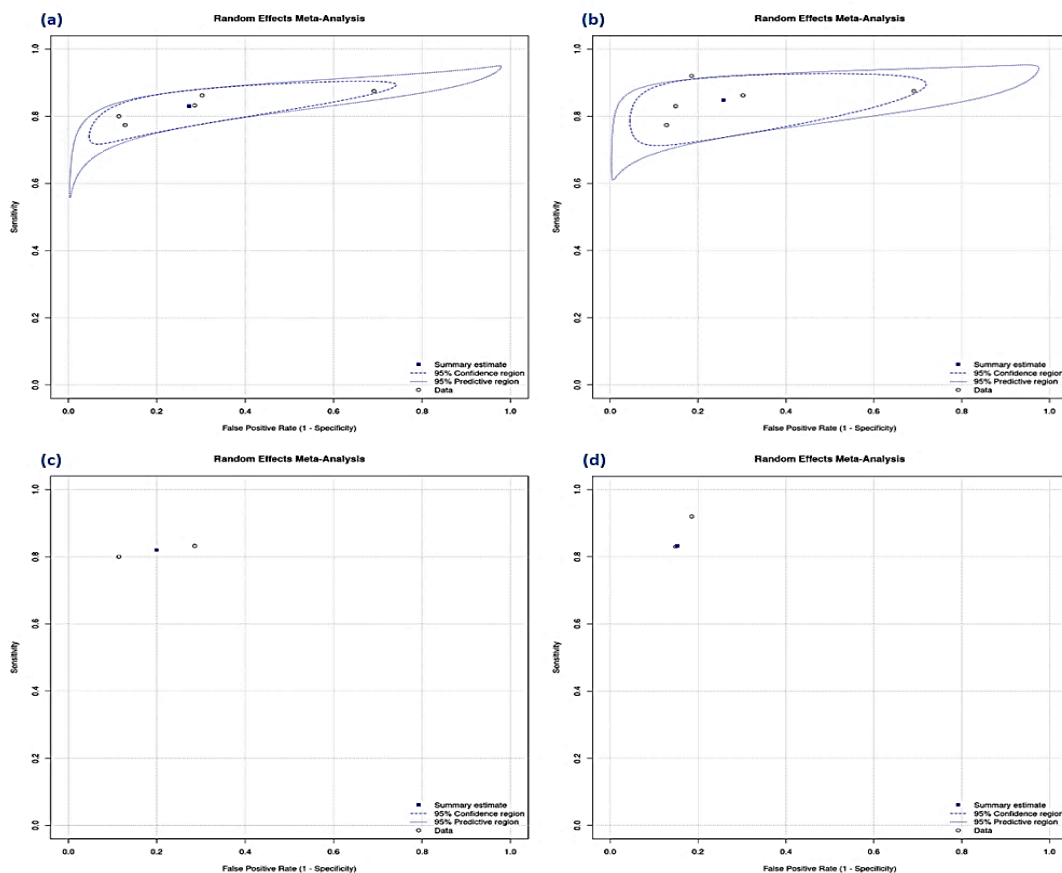 (a)
Random Effects Meta-Analysis
1.0
0.8
0.6
0.4
0.2
0.0
Sensitivity
Summary estimate
95% Confidence region
95% Predictive region
Data
0.0 0.2 0.4 0.6 0.8 1.0
False Positive Rate (1 - Specificity)
(b)
Random Effects Meta-Analysis
1.0
0.8
0.6
0.4
0.2
0.0
Sensitivity
Summary estimate
95% Confidence region
95% Predictive region
Data
0.0 0.2 0.4 0.6 0.8 1.0
False Positive Rate (1 - Specificity)
(c)
Random Effects Meta-Analysis
1.0
0.8
0.6
0.4
0.2
0.0
Sensitivity
Summary estimate
95% Confidence region
95% Predictive region
Data
0.0 0.2 0.4 0.6 0.8 1.0
False Positive Rate (1 - Specificity)
(d)
Random Effects Meta-Analysis
1.0
0.8
0.6
0.4
0.2
0.0
Sensitivity
Summary estimate
95% Confidence region
95% Predictive region
Data
0.0 0.2 0.4 0.6 0.8 1.0
False Positive Rate (1 - Specificity)